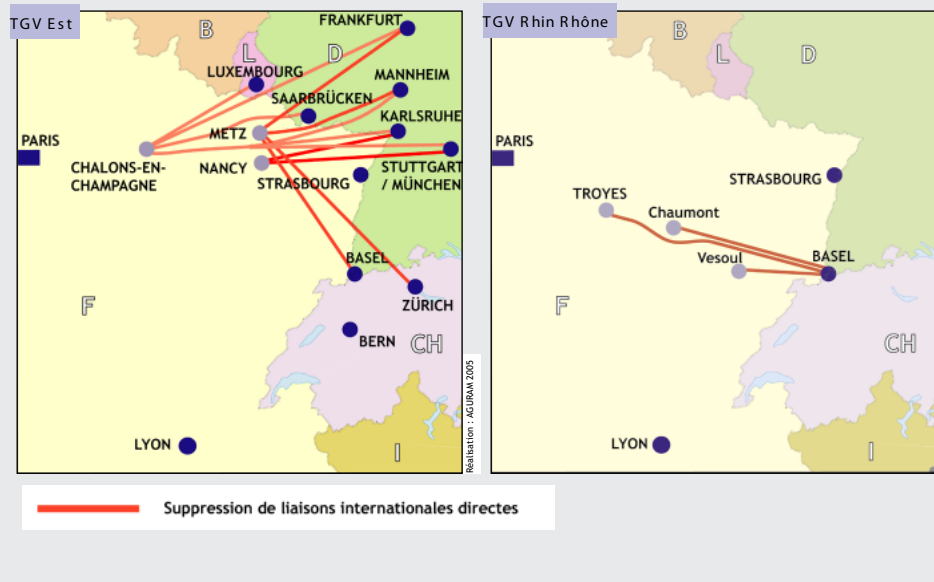 TGV Est
B
FRANKFURT
L
D
LUXEMBOURG
MANNHEIM
SAARBRÜCKEN
KARLSRUHE
METZ
PARIS
CHALONS-EN-
CHAMPAGNE
NANCY
STRASBOURG
STUTTGART
/ MÜNCHEN
BASEL
ZÜRICH
F
BERN
CH
LYON
I
Réalisation : AGURAM 2005
TGV Rhin Rhône
B
L
D
PARIS
STRASBOURG
TROYES
Chaumont
Vesoul
BASEL
F
CH
LYON
I
Suppression de liaisons internationales directes